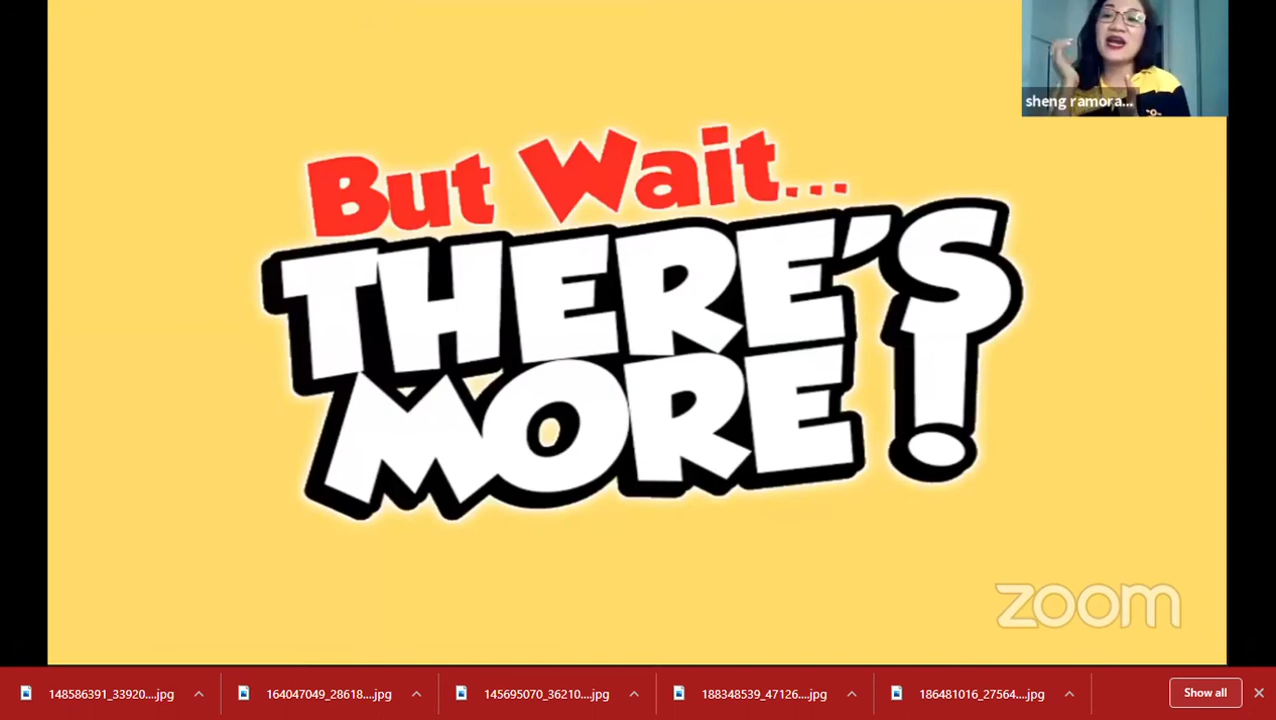 sheng ramora...
But Wait...
THERE'S
MORE!
zoom
148586391_33920....jpg
164047049_28618....jpg
145695070_36210....jpg
188348539_47126....jpg
186481016_27564....jpg
Show all